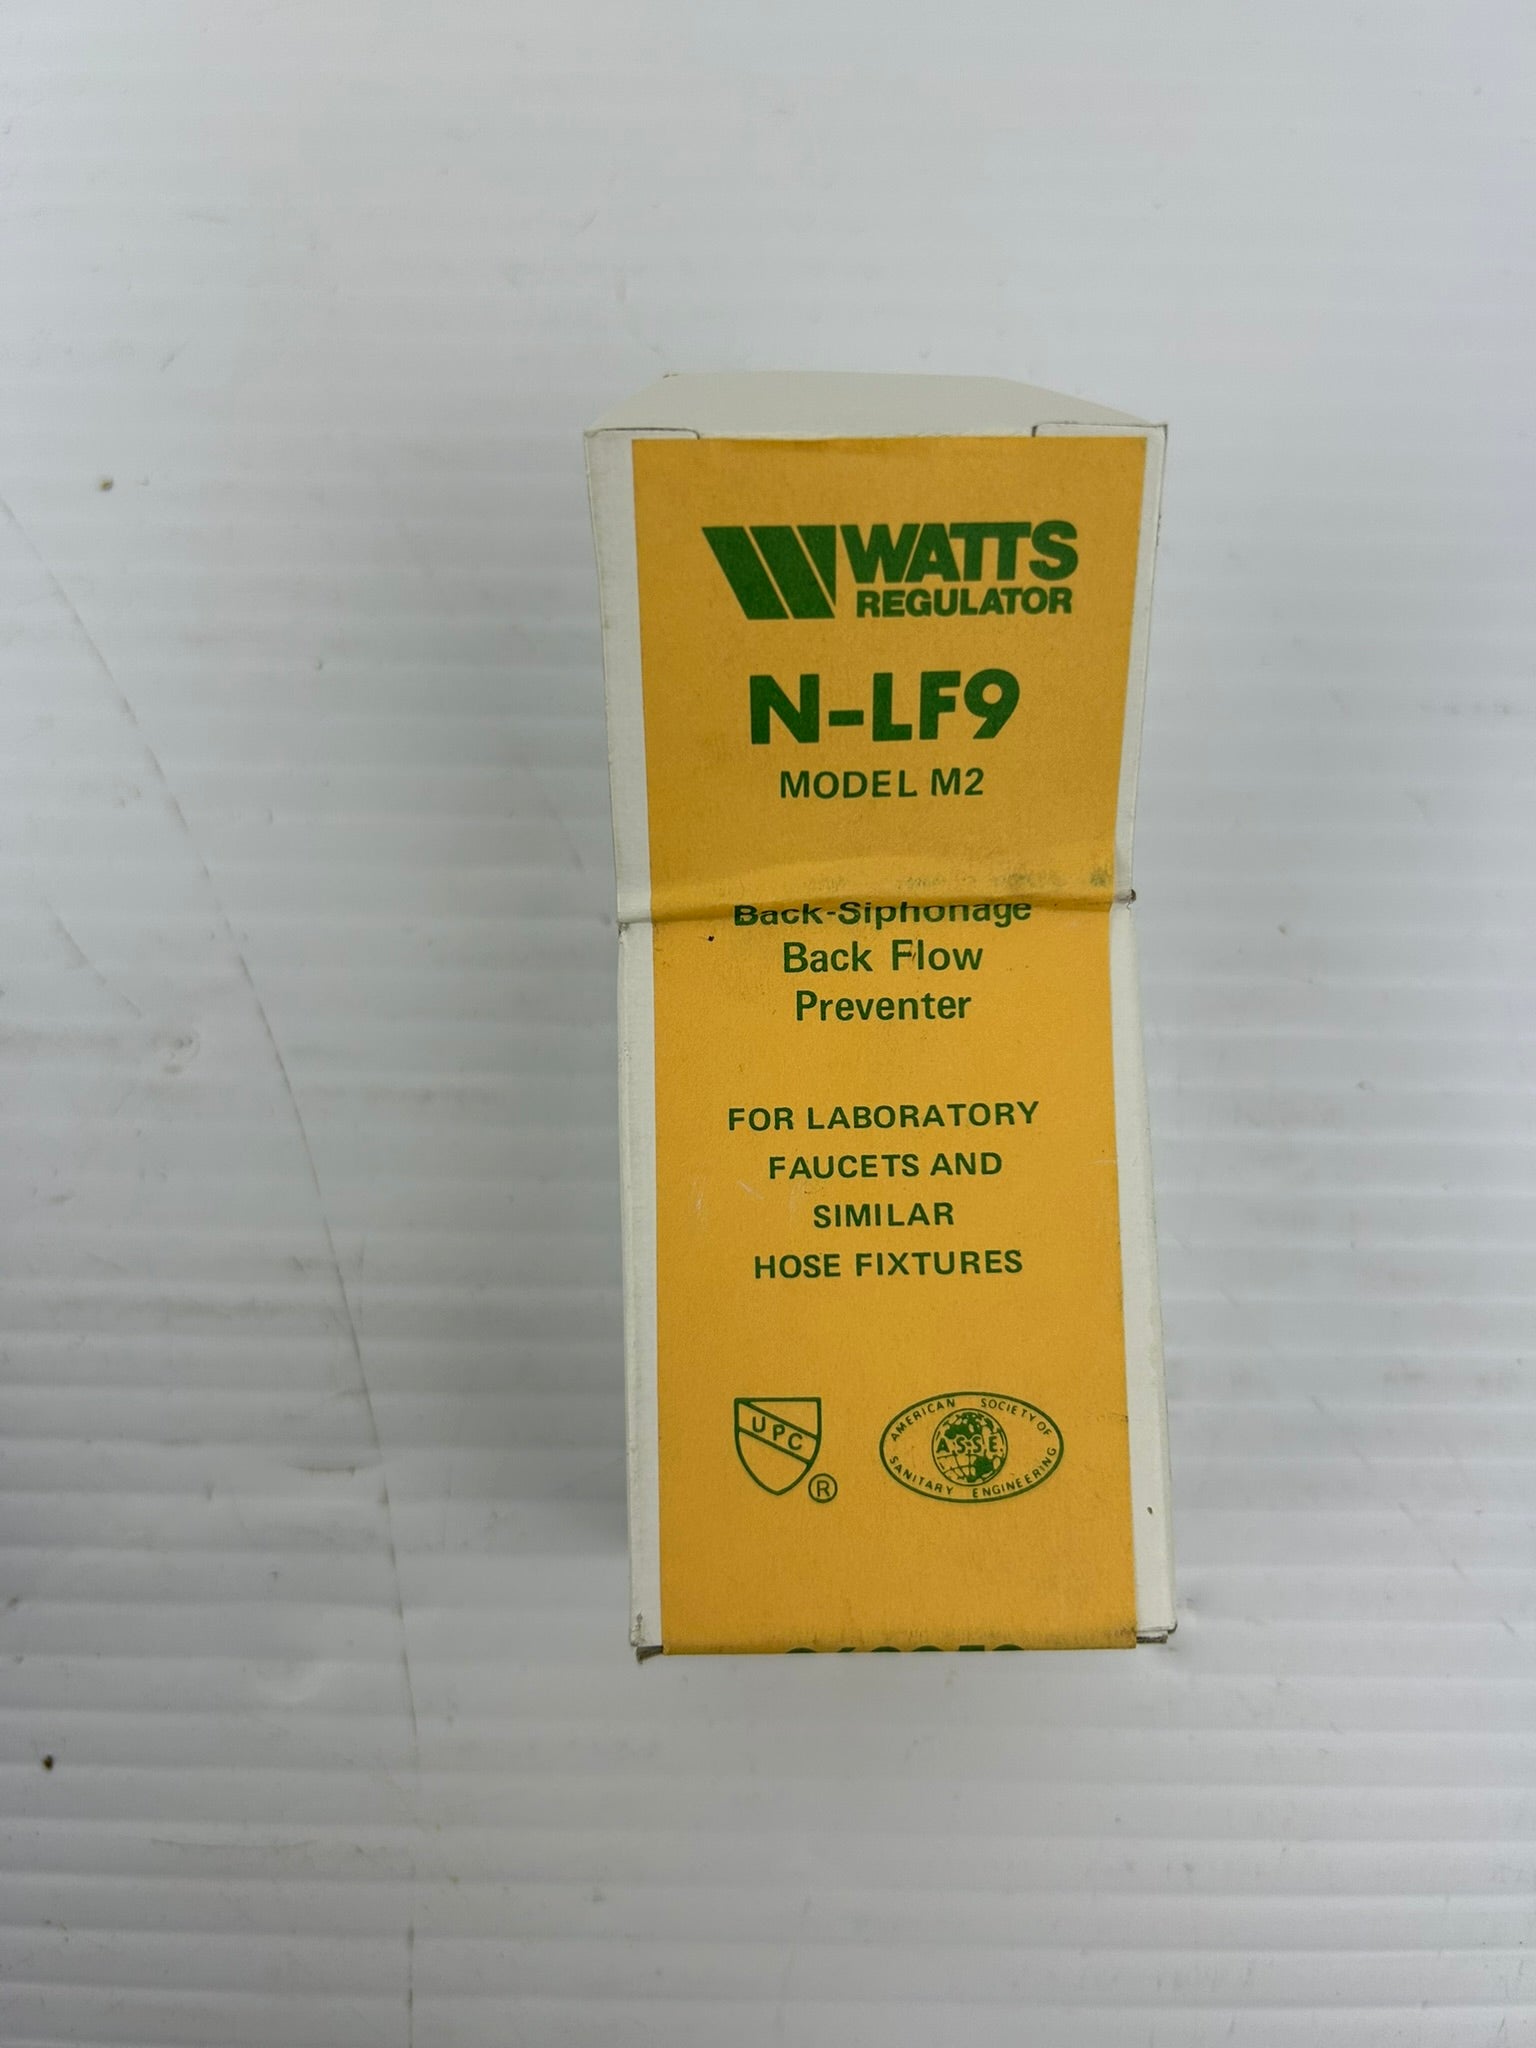 WATTS
REGULATOR
N-LF9
MODEL M2
Back-Siphonage
Back Flow
Preventer
FOR LABORATORY
FAUCETS AND
SIMILAR
HOSE FIXTURES
UPC
®
AMERICAN SOCIETY OF
A.S.S.E.
SANITARY ENGINEERING